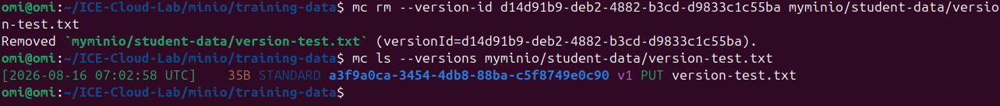 omi@omi:~/ICE-Cloud-Lab/minio/training-data$ mc rm --version-id d14d91b9-deb2-4882-b3cd-d9833c1c55ba myminio/student-data/versio
n-test.txt
Removed `myminio/student-data/version-test.txt` (versionId=d14d91b9-deb2-4882-b3cd-d9833c1c55ba).
omi@omi:~/ICE-Cloud-Lab/minio/training-data$ mc ls --versions myminio/student-data/version-test.txt
[2026-08-16 07:02:58 UTC]    35B STANDARD a3f9a0ca-3454-4db8-88ba-c5f8749e0c90 v1 PUT version-test.txt
omi@omi:~/ICE-Cloud-Lab/minio/training-data$